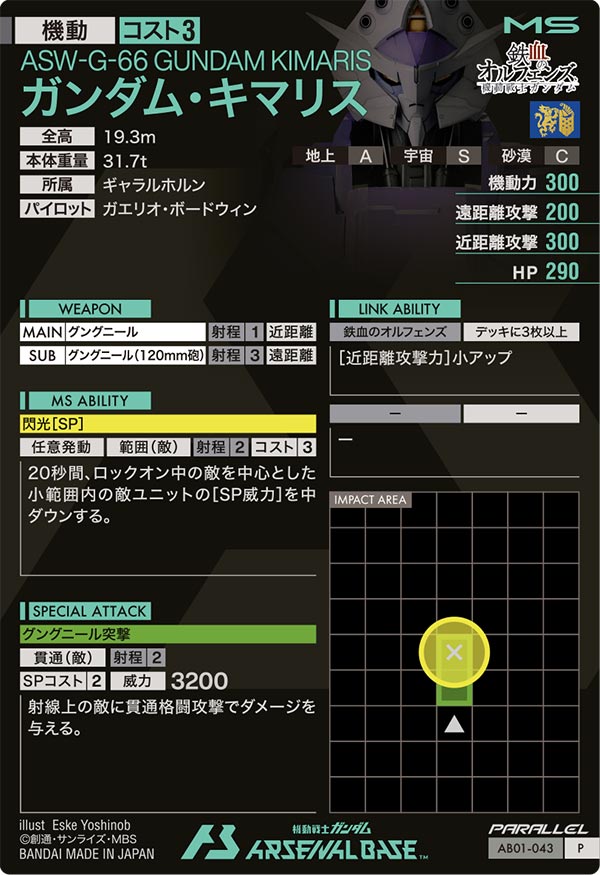 機動 コスト3
MS
ASW-G-66 GUNDAM KIMARIS
ガンダム・キマリス
鉄血のオルフェンズ
機動戦士ガンダム
全高 19.3m
本体重量 31.7t
所属 ギャラルホルン
パイロット ガエリオ・ボードウィン
地上 A 宇宙 S 砂漠 C
機動力 300
遠距離攻撃 200
近距離攻撃 300
HP 290
WEAPON
MAIN グングニール 射程 1 近距離
SUB グングニール(120mm砲) 射程 3 遠距離
LINK ABILITY
鉄血のオルフェンズ デッキに3枚以上
[近距離攻撃力]小アップ
ー ー
ー
MS ABILITY
閃光[SP]
任意発動 範囲(敵) 射程 2 コスト 3
20秒間、ロックオン中の敵を中心とした
小範囲内の敵ユニットの[SP威力]を中
ダウンする。
IMPACT AREA
SPECIAL ATTACK
グングニール突撃
貫通(敵) 射程 2
SPコスト 2 威力 3200
射線上の敵に貫通格闘攻撃でダメージを
与える。
illust Eske Yoshinob
©創通・サンライズ・MBS
BANDAI MADE IN JAPAN
機動戦士ガンダム
ARSENAL BASE™
PARALLEL
AB01-043 P